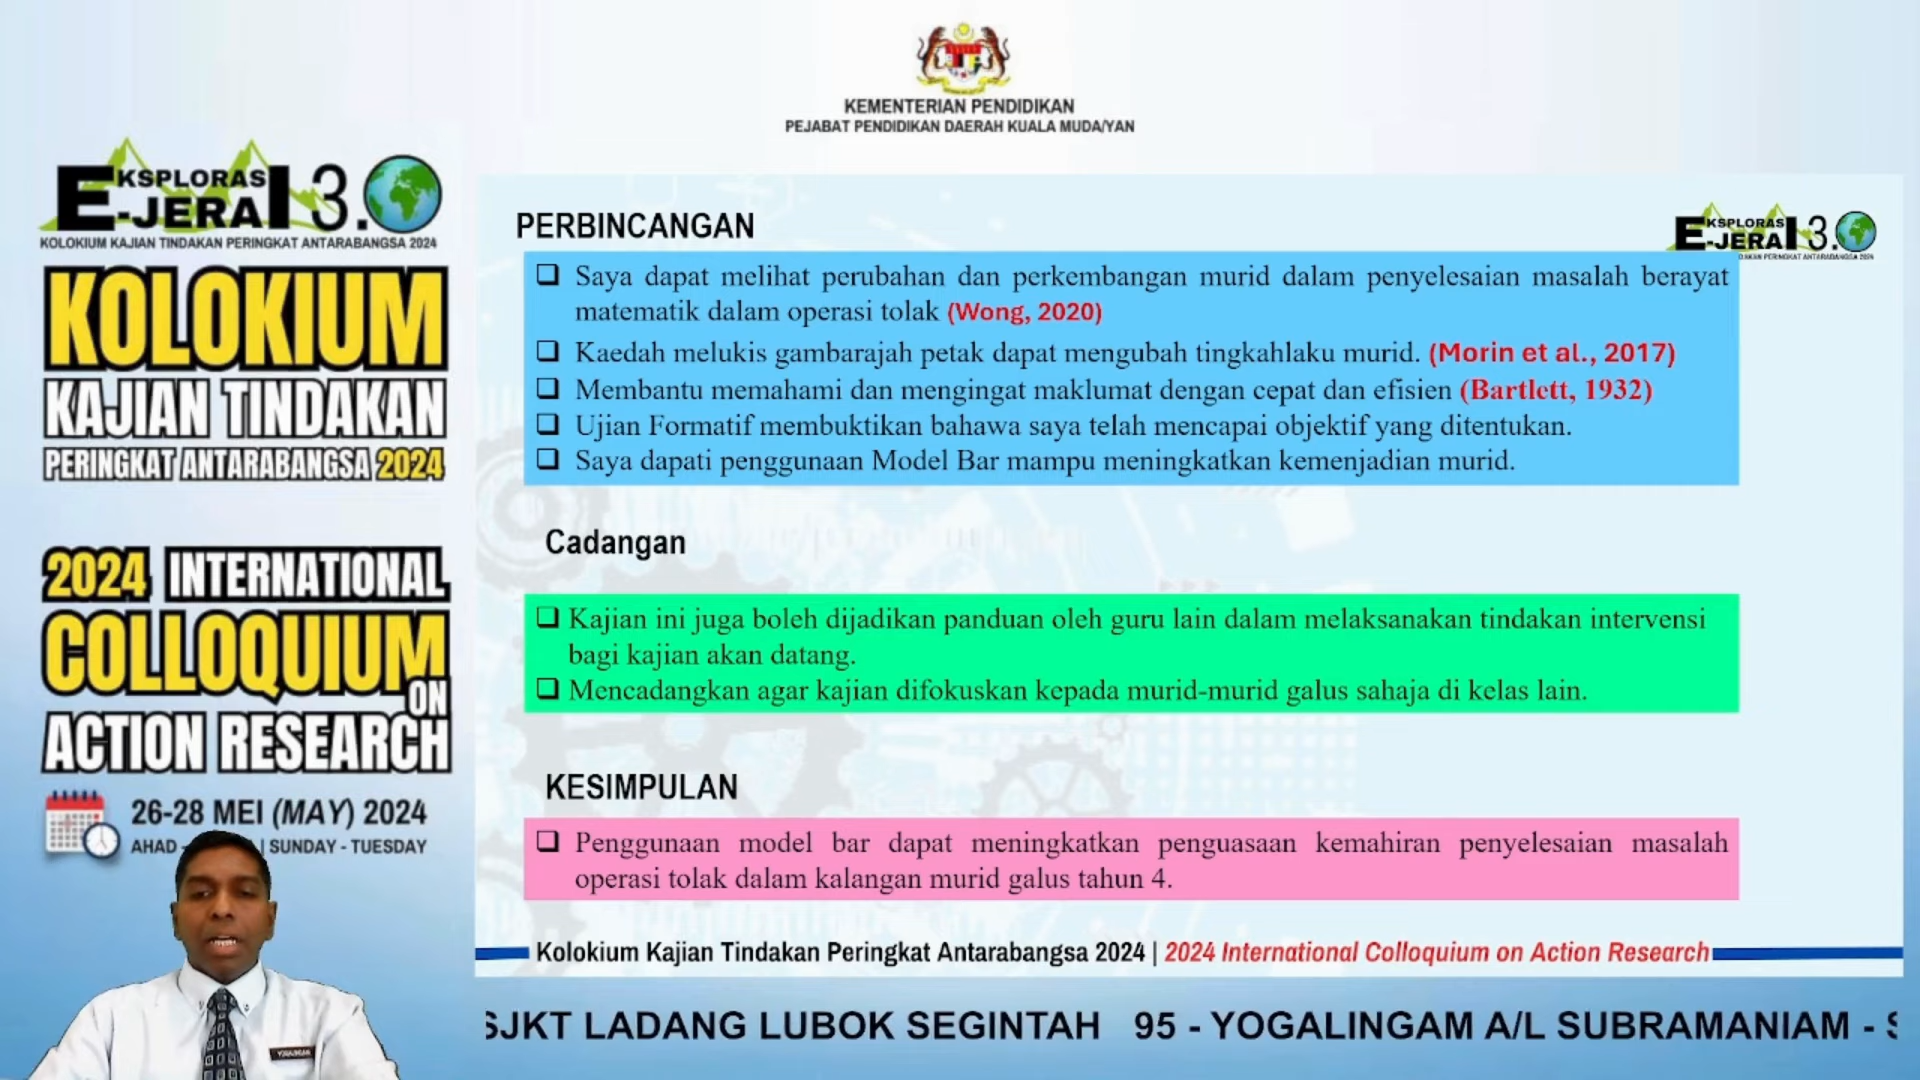 KEMENTERIAN PENDIDIKAN
PEJABAT PENDIDIKAN DAERAH KUALA MUDA/YAN
EKSPLORASI
E-JERAI 3.0
KOLOKIUM KAJIAN TINDAKAN PERINGKAT ANTARABANGSA 2024
KOLOKIUM
KAJIAN TINDAKAN
PERINGKAT ANTARABANGSA 2024
2024 INTERNATIONAL
COLLOQUIUM
ON
ACTION RESEARCH
26-28 MEI (MAY) 2024
AHAD - | SUNDAY - TUESDAY
YOGALINGAM
PERBINCANGAN
EKSPLORASI
E-JERAI 3.0
PERINGKAT ANTARABANGSA 2024
Saya dapat melihat perubahan dan perkembangan murid dalam penyelesaian masalah berayat
matematik dalam operasi tolak (Wong, 2020)
Kaedah melukis gambarajah petak dapat mengubah tingkahlaku murid. (Morin et al., 2017)
Membantu memahami dan mengingat maklumat dengan cepat dan efisien (Bartlett, 1932)
Ujian Formatif membuktikan bahawa saya telah mencapai objektif yang ditentukan.
Saya dapati penggunaan Model Bar mampu meningkatkan kemenjadian murid.
Cadangan
Kajian ini juga boleh dijadikan panduan oleh guru lain dalam melaksanakan tindakan intervensi
bagi kajian akan datang.
Mencadangkan agar kajian difokuskan kepada murid-murid galus sahaja di kelas lain.
KESIMPULAN
Penggunaan model bar dapat meningkatkan penguasaan kemahiran penyelesaian masalah
operasi tolak dalam kalangan murid galus tahun 4.
Kolokium Kajian Tindakan Peringkat Antarabangsa 2024 | 2024 International Colloquium on Action Research
SJKT LADANG LUBOK SEGINTAH 95 - YOGALINGAM A/L SUBRAMANIAM - S